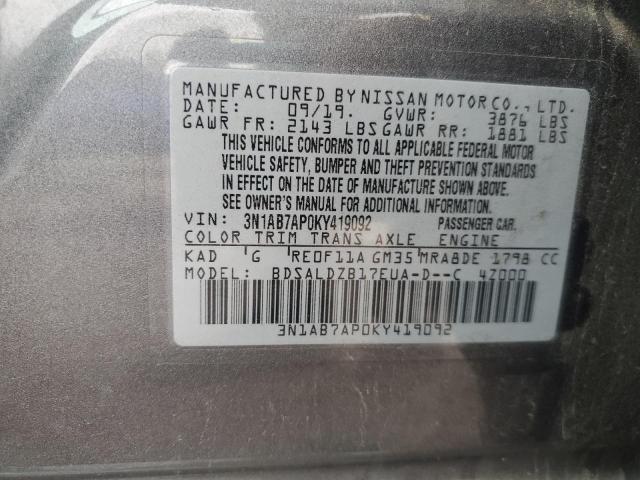 MANUFACTURED BY NISSAN MOTOR CO., LTD.
DATE: 09/19. GVWR: 3876 LBS
GAWR FR: 2143 LBS GAWR RR: 1881 LBS
THIS VEHICLE CONFORMS TO ALL APPLICABLE FEDERAL MOTOR
VEHICLE SAFETY, BUMPER AND THEFT PREVENTION STANDARDS
IN EFFECT ON THE DATE OF MANUFACTURE SHOWN ABOVE.
SEE OWNER'S MANUAL FOR ADDITIONAL INFORMATION.
VIN: 3N1AB7AP0KY419092 PASSENGER CAR.
COLOR TRIM TRANS AXLE ENGINE
KAD G RE0F11A GM35 MRA8DE 1798 CC
MODEL: BDSALDZB17EUA-D--C 4Z000
3N1AB7AP0KY419092